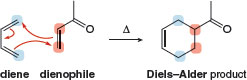 O
Δ
O
diene dienophile Diels–Alder product